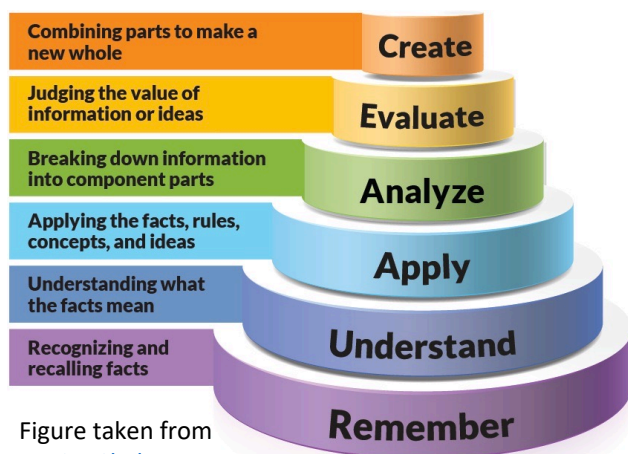 Combining parts to make a
new whole
Create
Judging the value of
information or ideas
Evaluate
Breaking down information
into component parts
Analyze
Applying the facts, rules,
concepts, and ideas
Apply
Understanding what
the facts mean
Understand
Recognizing and
recalling facts
Remember
Figure taken from